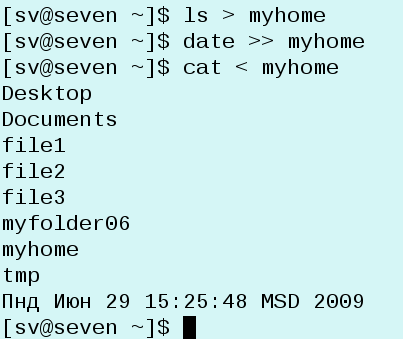 [sv@seven ~]$ ls > myhome
[sv@seven ~]$ date >> myhome
[sv@seven ~]$ cat < myhome
Desktop
Documents
file1
file2
file3
myfolder06
myhome
tmp
Пнд Июн 29 15:25:48 MSD 2009
[sv@seven ~]$